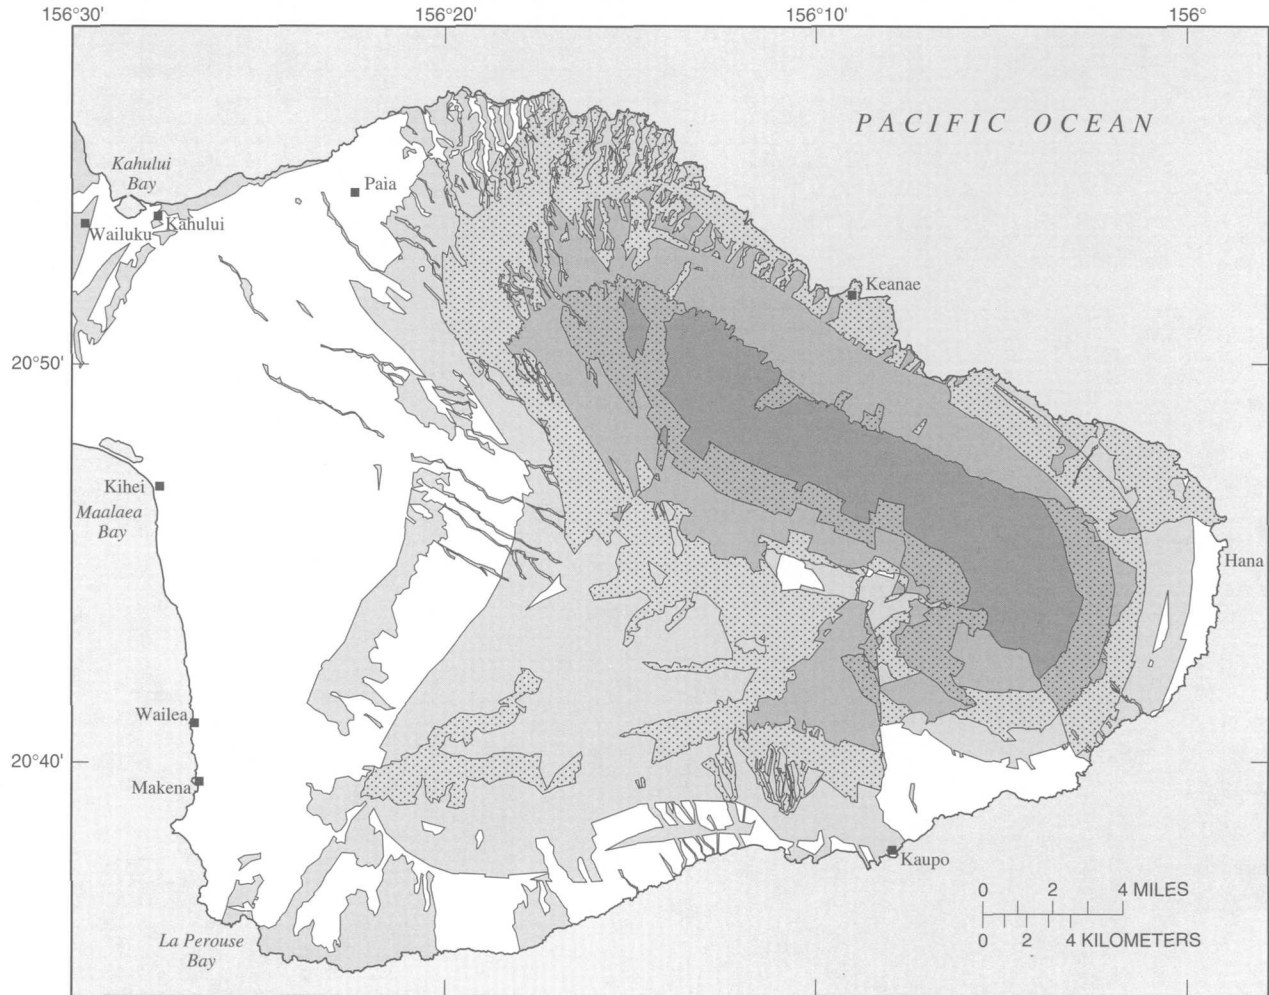 156°30'
156°20'
156°10'
156°
PACIFIC OCEAN
Kahului
Bay
Paia
Kahului
Wailuku
Keanae
20°50'
Kihei
Maalaea
Bay
Hana
Wailea
20°40'
Makena
Kaupo
0 2 4 MILES
0 2 4 KILOMETERS
La Perouse
Bay